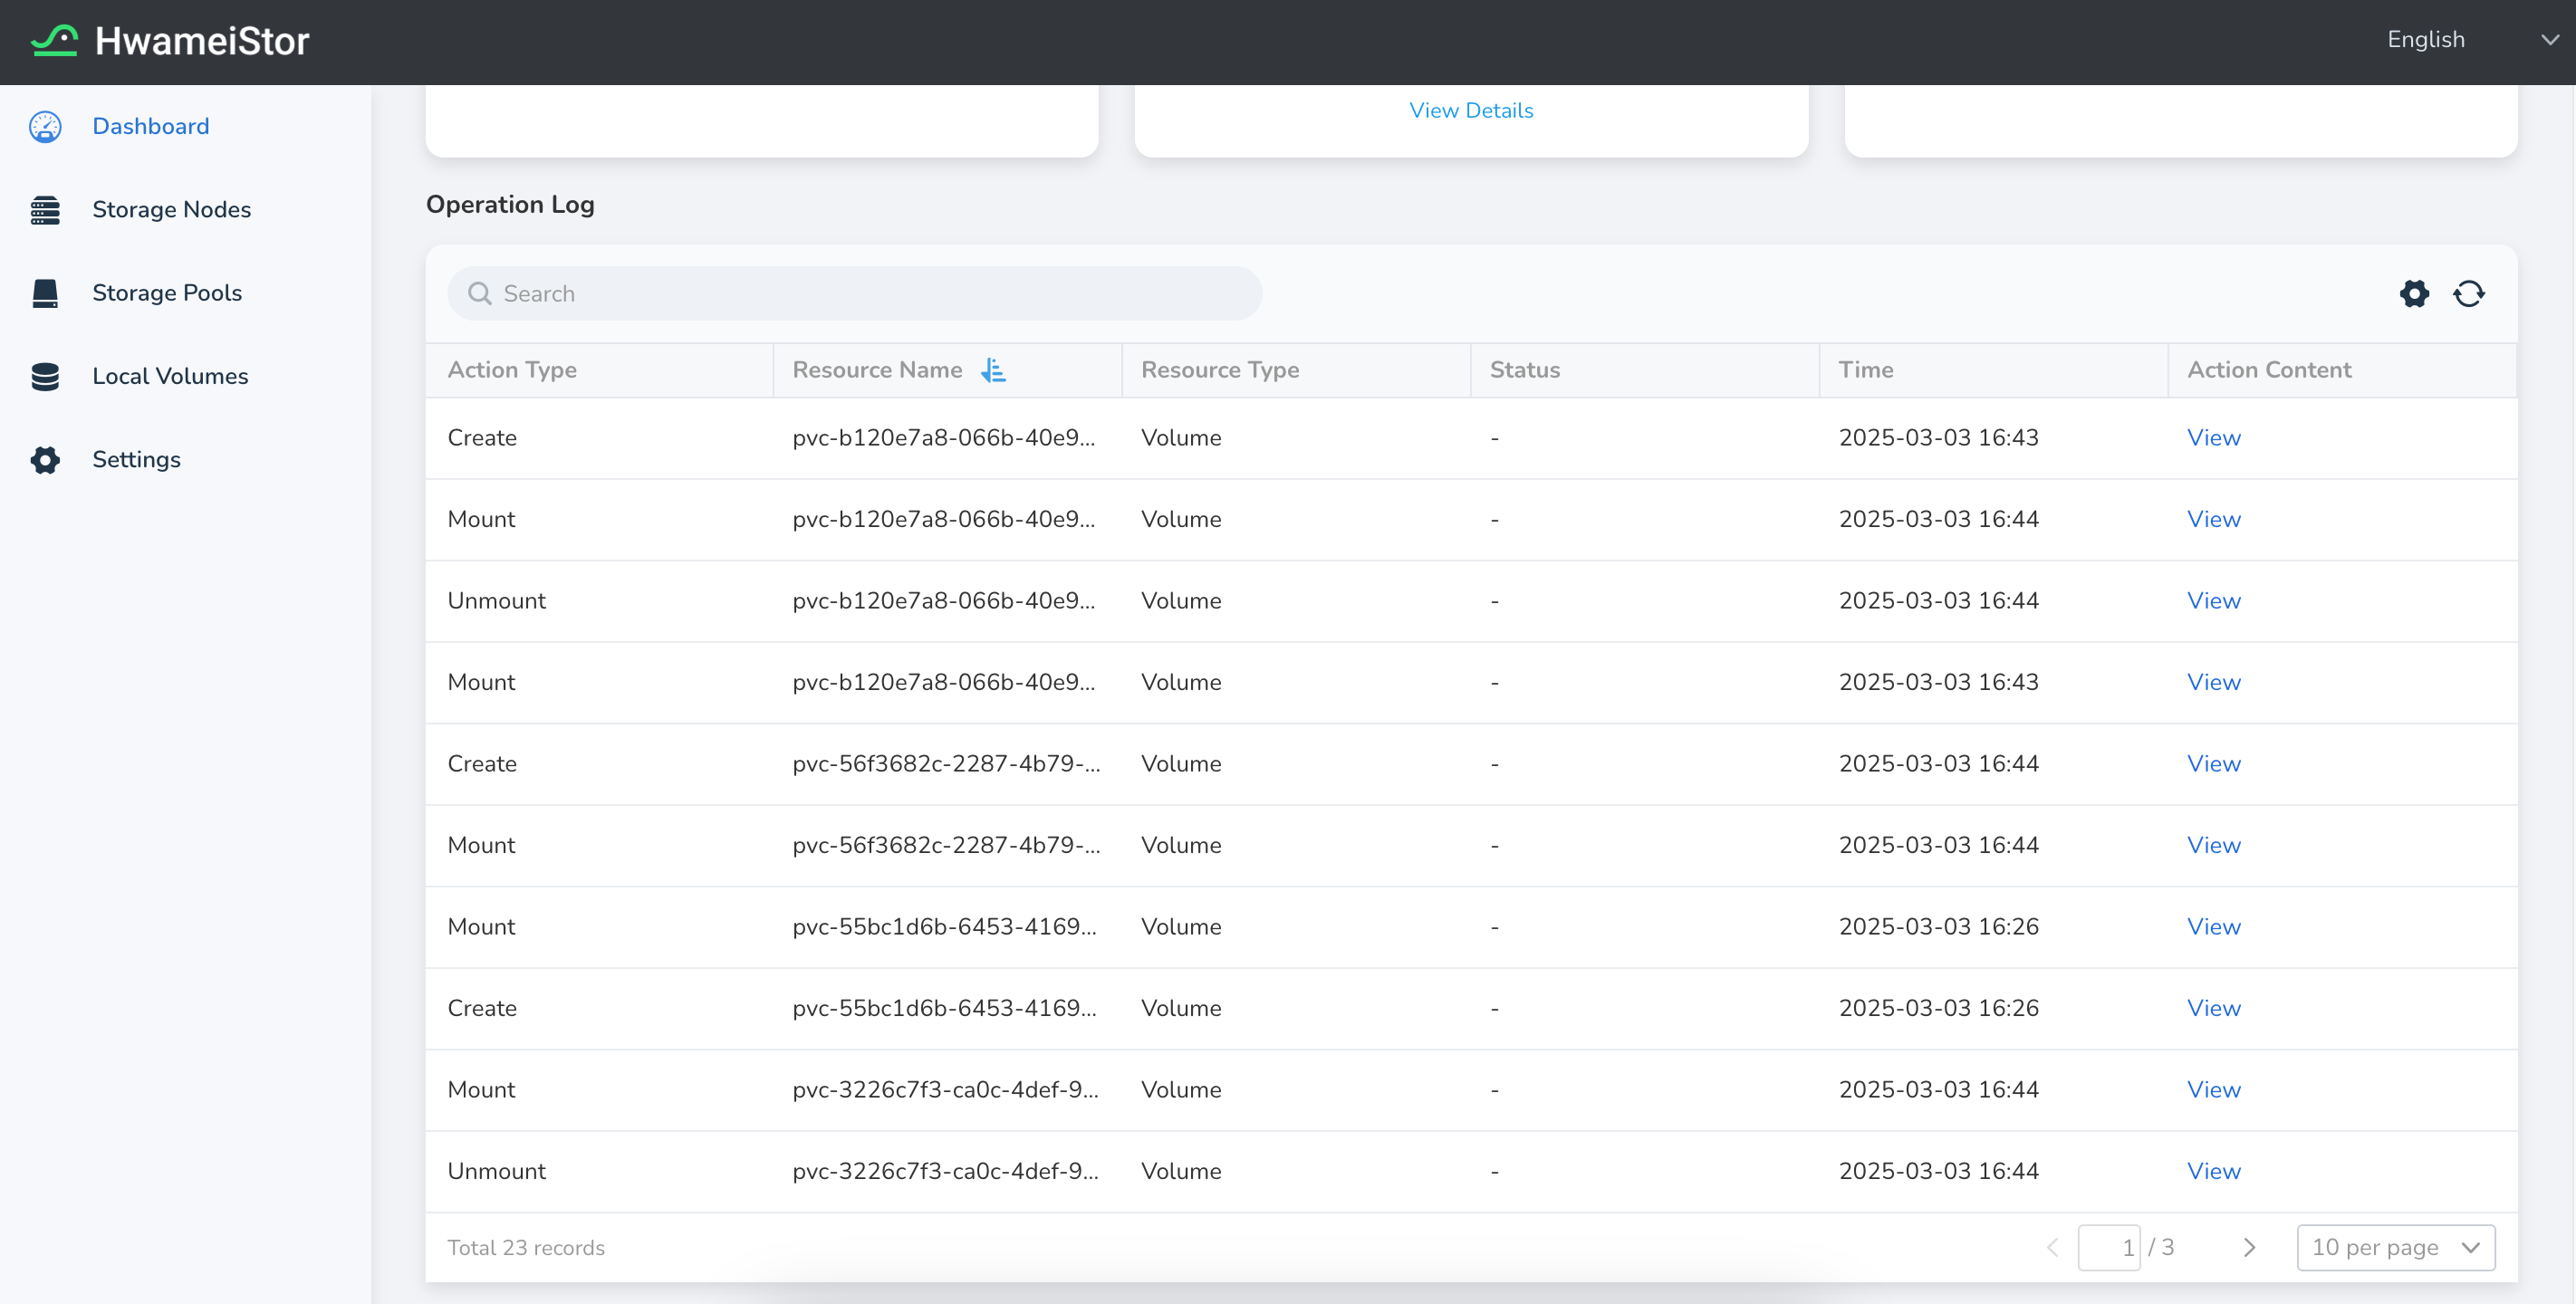 HwameiStor
English
Dashboard
Storage Nodes
Storage Pools
Local Volumes
Settings
View Details
Operation Log
Search
Action Type Resource Name Resource Type Status Time Action Content
Create pvc-b120e7a8-066b-40e9... Volume - 2025-03-03 16:43 View
Mount pvc-b120e7a8-066b-40e9... Volume - 2025-03-03 16:44 View
Unmount pvc-b120e7a8-066b-40e9... Volume - 2025-03-03 16:44 View
Mount pvc-b120e7a8-066b-40e9... Volume - 2025-03-03 16:43 View
Create pvc-56f3682c-2287-4b79-... Volume - 2025-03-03 16:44 View
Mount pvc-56f3682c-2287-4b79-... Volume - 2025-03-03 16:44 View
Mount pvc-55bc1d6b-6453-4169... Volume - 2025-03-03 16:26 View
Create pvc-55bc1d6b-6453-4169... Volume - 2025-03-03 16:26 View
Mount pvc-3226c7f3-ca0c-4def-9... Volume - 2025-03-03 16:44 View
Unmount pvc-3226c7f3-ca0c-4def-9... Volume - 2025-03-03 16:44 View
Total 23 records 1 / 3 10 per page